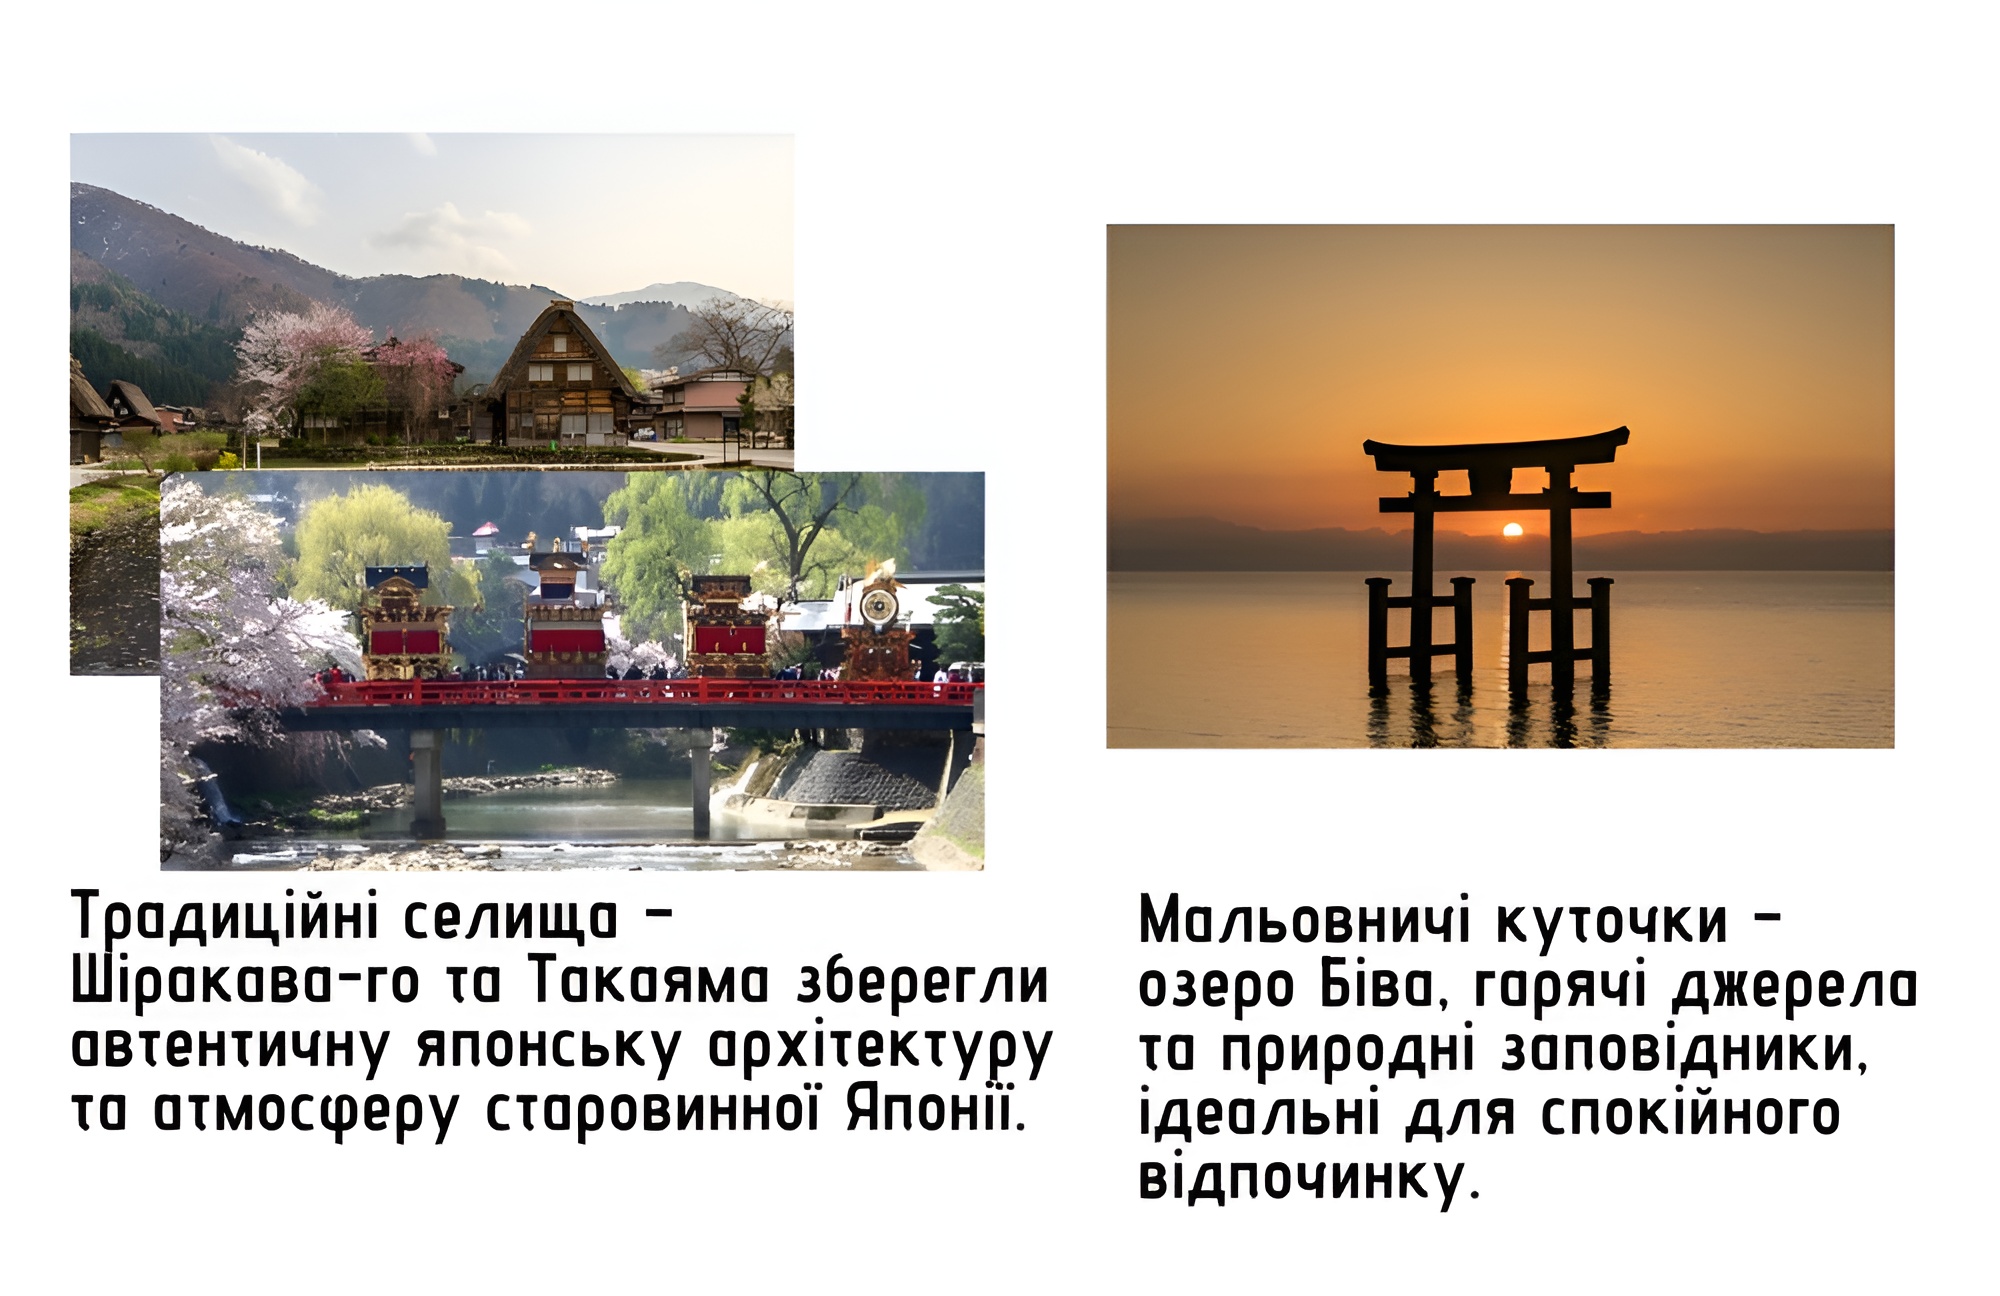 Традиційні селища –
Шіракава-го та Такаяма зберегли
автентичну японську архітектуру
та атмосферу старовинної Японії.
Мальовничі куточки –
озеро Біва, гарячі джерела
та природні заповідники,
ідеальні для спокійного
відпочинку.